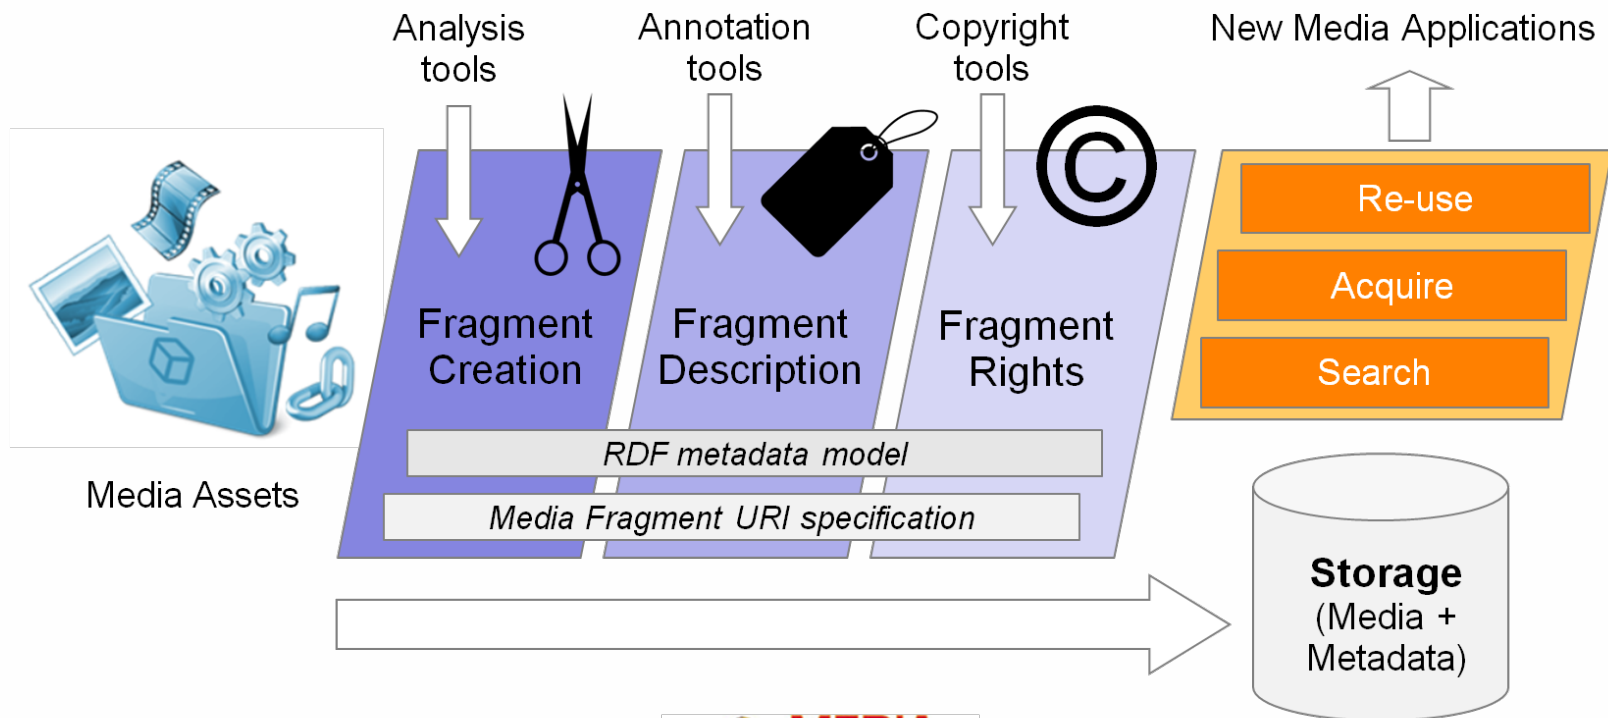 Analysis
tools
Annotation
tools
Copyright
tools
New Media Applications
©
Fragment
Creation
Fragment
Description
Fragment
Rights
Re-use
Acquire
Search
RDF metadata model
Media Fragment URI specification
Media Assets
Storage
(Media +
Metadata)